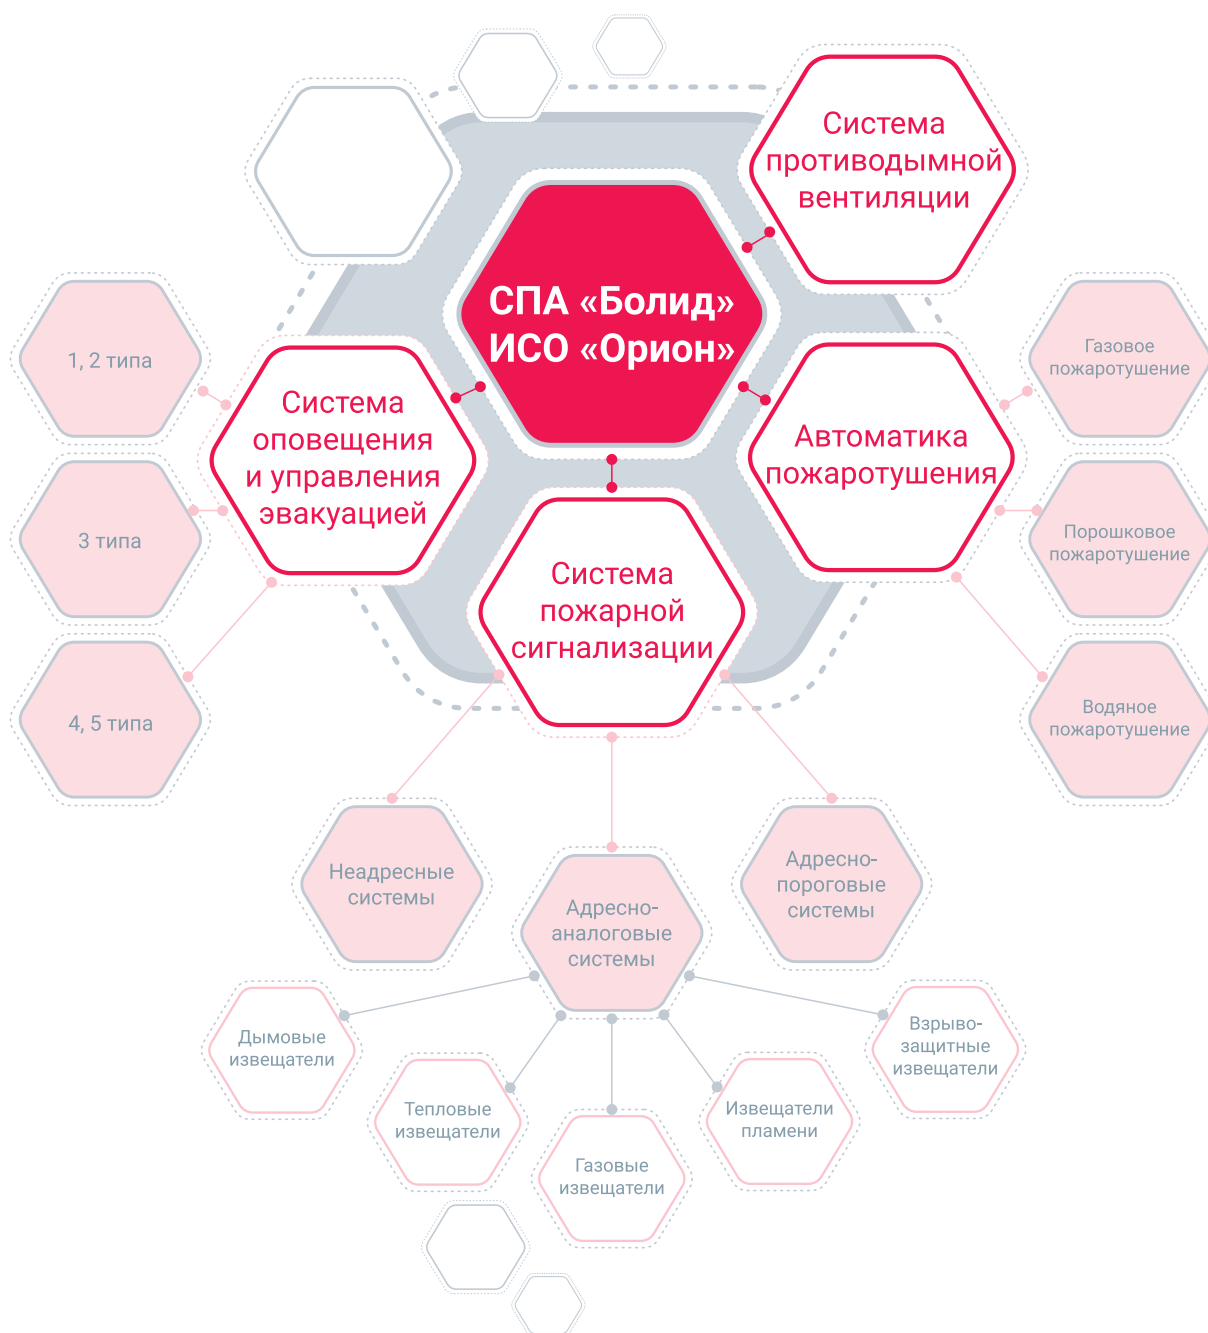 Система
противодымной
вентиляции
СПА «Болид»
ИСО «Орион»
1, 2 типа
Система
оповещения
и управления
эвакуацией
Автоматика
пожаротушения
Газовое
пожаротушение
3 типа
Порошковое
пожаротушение
Система
пожарной
сигнализации
4, 5 типа
Водяное
пожаротушение
Неадресные
системы
Адресно-
аналоговые
системы
Адресно-
пороговые
системы
Дымовые
извещатели
Тепловые
извещатели
Газовые
извещатели
Извещатели
пламени
Взрыво-
защитные
извещатели